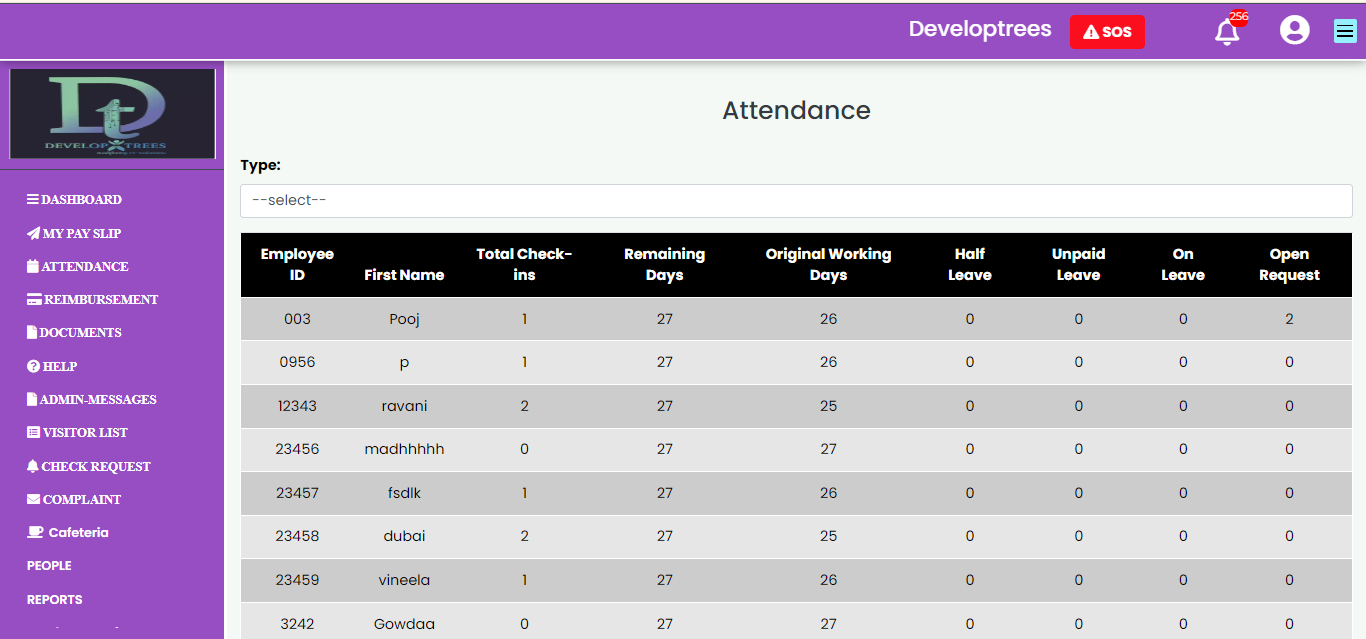 Developtrees
SOS
256
DEVELOP TREES
Attendance
Type:
--select--
DASHBOARD
MY PAY SLIP
ATTENDANCE
REIMBURSEMENT
DOCUMENTS
HELP
ADMIN-MESSAGES
VISITOR LIST
CHECK REQUEST
COMPLAINT
Cafeteria
PEOPLE
REPORTS
Employee ID First Name Total Check-ins Remaining Days Original Working Days Half Leave Unpaid Leave On Leave Open Request
003 Pooj 1 27 26 0 0 0 2
0956 p 1 27 26 0 0 0 0
12343 ravani 2 27 25 0 0 0 0
23456 madhhhhh 0 27 27 0 0 0 0
23457 fsdlk 1 27 26 0 0 0 0
23458 dubai 2 27 25 0 0 0 0
23459 vineela 1 27 26 0 0 0 0
3242 Gowdaa 0 27 27 0 0 0 0